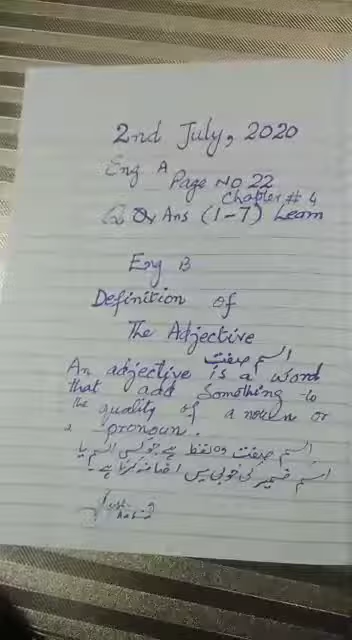 2nd July, 2020
Eng A
Page No 22
Chapter # 4
Q Ans (1-7) Learn
Eng B
Definition of
The Adjective
اسم صفت
An adjective is a word
that add something to
the quality of a noun or
a pronoun.
اسم صفت وہ لفظ ہے جو کسی اسم یا
اسم ضمیر کی خوبی میں اضافہ کرتا ہے۔